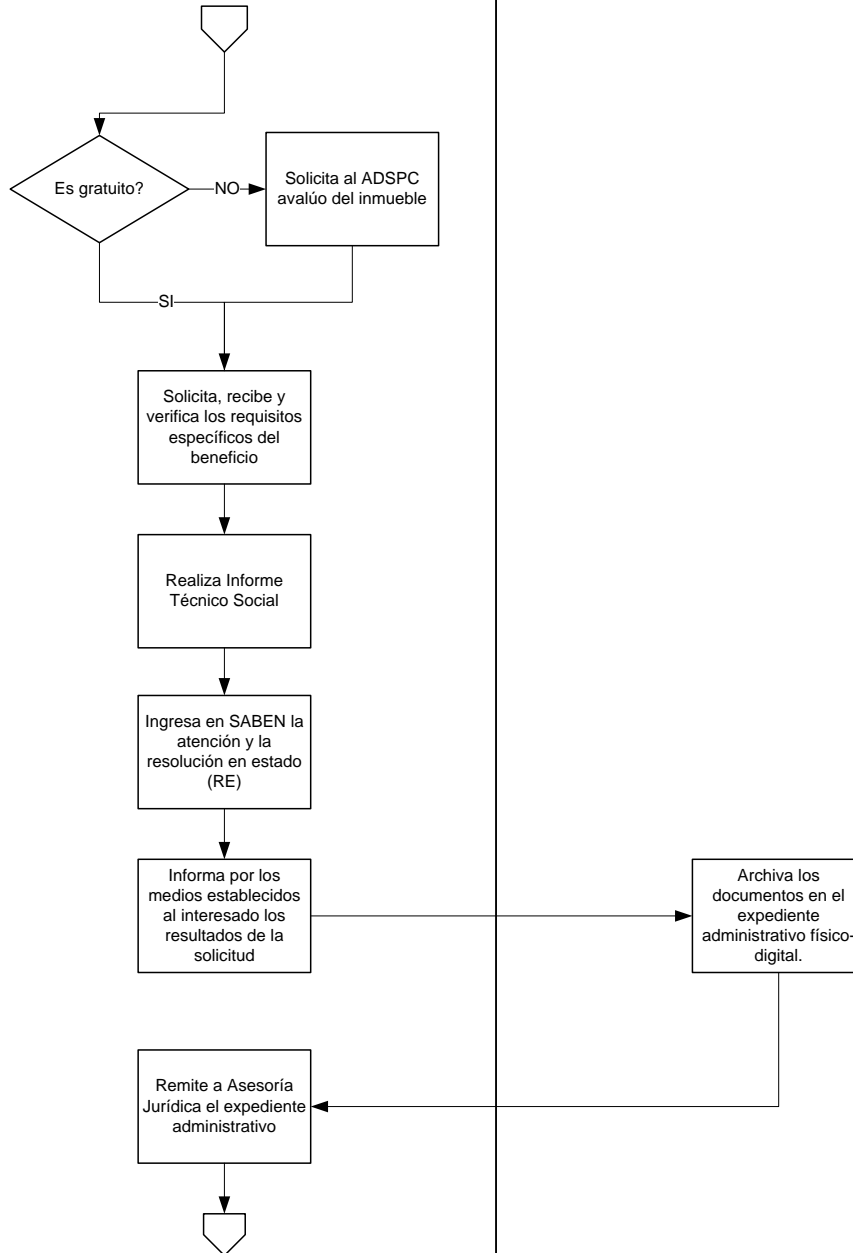 Es gratuito?
NO
Solicita al ADSPC
avalúo del inmueble
SI
Solicita, recibe y
verifica los requisitos
específicos del
beneficio
Realiza Informe
Técnico Social
Ingresa en SABEN la
atención y la
resolución en estado
(RE)
Informa por los
medios establecidos
al interesado los
resultados de la
solicitud
Archiva los
documentos en el
expediente
administrativo físico-
digital.
Remite a Asesoría
Jurídica el expediente
administrativo